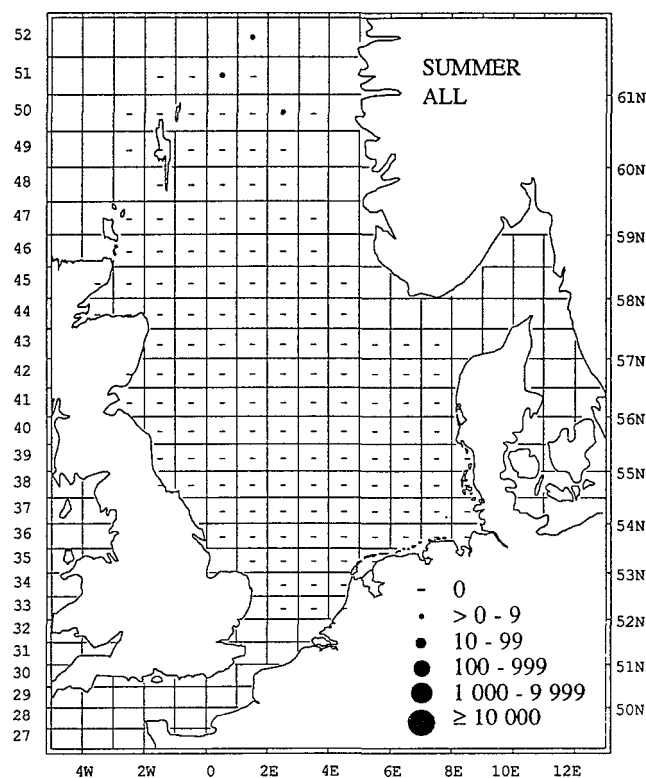 SUMMER
ALL
52
51
50
49
48
47
46
45
44
43
42
41
40
39
38
37
36
35
34
33
32
31
30
29
28
27
61N
60N
59N
58N
57N
56N
55N
54N
53N
52N
51N
50N
- 0
> 0 - 9
10 - 99
100 - 999
1 000 - 9 999
≥ 10 000
4W 2W 0 2E 4E 6E 8E 10E 12E